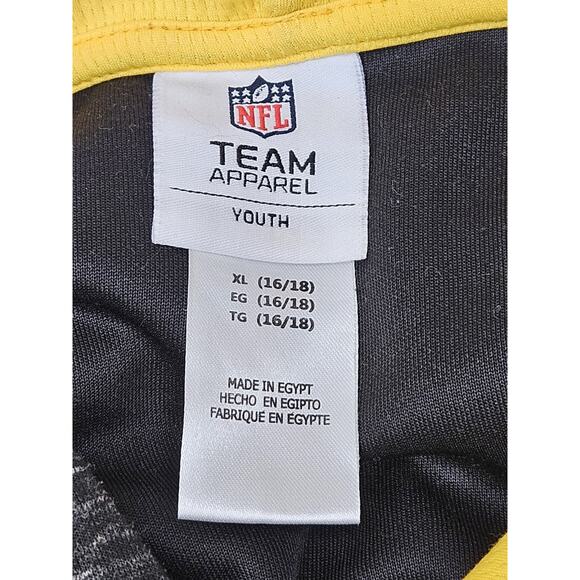 NFL
TEAM
APPAREL
YOUTH
XL (16/18)
EG (16/18)
TG (16/18)
MADE IN EGYPT
HECHO EN EGIPTO
FABRIQUE EN ÉGYPTE